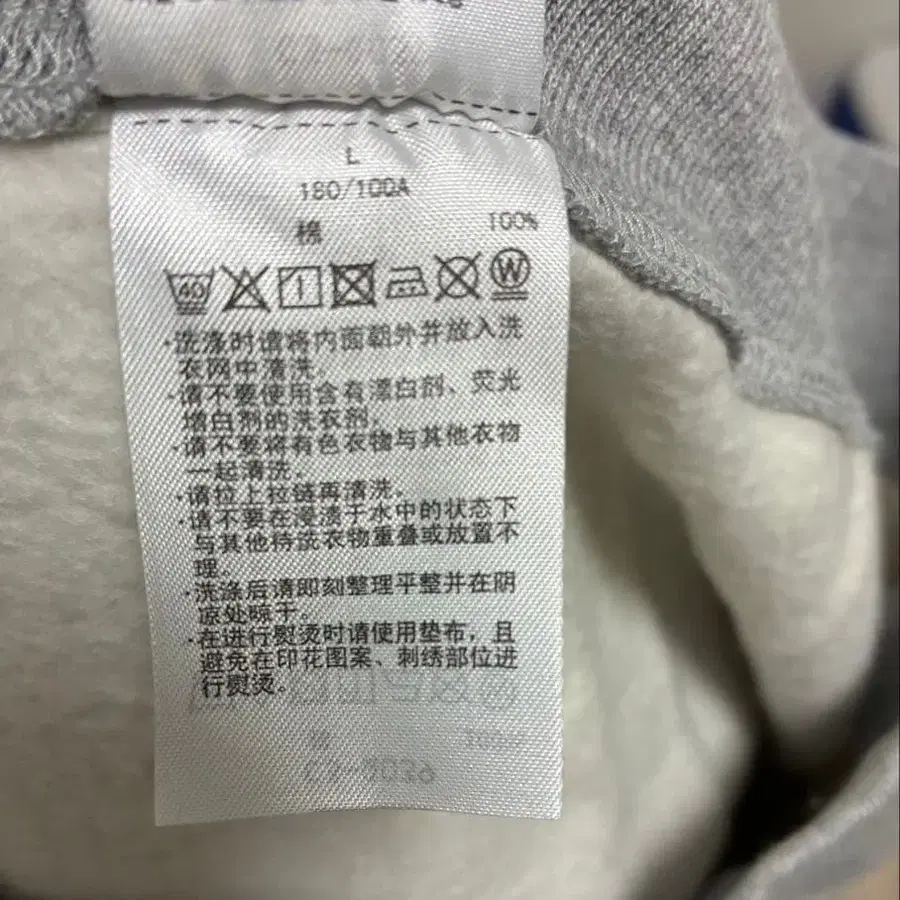 L
180/100A
棉 100%
40 W
·洗涤时请将内面朝外并放入洗
衣网中清洗。
·请不要使用含有漂白剂、荧光
增白剂的洗衣剂。
·请不要将有色衣物与其他衣物
一起清洗。
·请拉上拉链再清洗。
·请不要在浸渍于水中的状态下
与其他待洗衣物重叠或放置不
理。
·洗涤后请即刻整理平整并在阴
凉处晾干。
·在进行熨烫时请使用垫布，且
避免在印花图案、刺绣部位进
行熨烫。